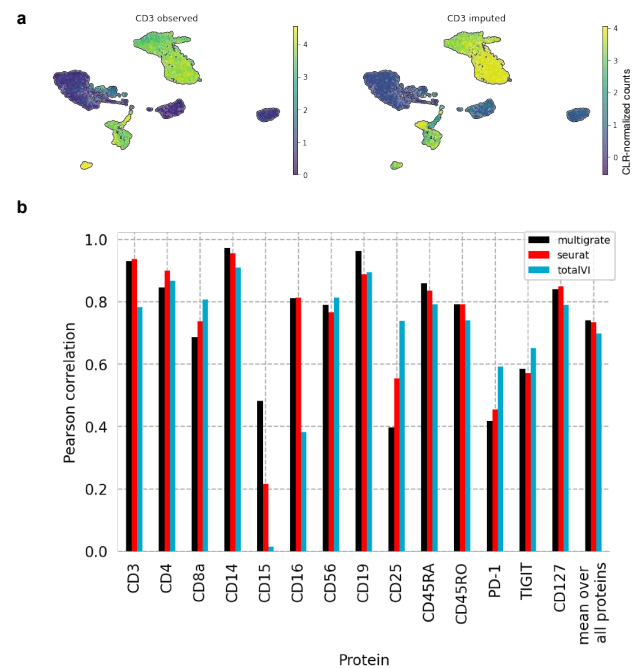 a
CD3 observed
CD3 imputed
4
3
2
1
0
4
3
2
1
0
CLR-normalized counts
b
multigrate
seurat
totalVI
1.0
0.8
0.6
0.4
0.2
0.0
Pearson correlation
CD3
CD4
CD8a
CD14
CD15
CD16
CD56
CD19
CD25
CD45RA
CD45RO
PD-1
TIGIT
CD127
mean over
all proteins
Protein